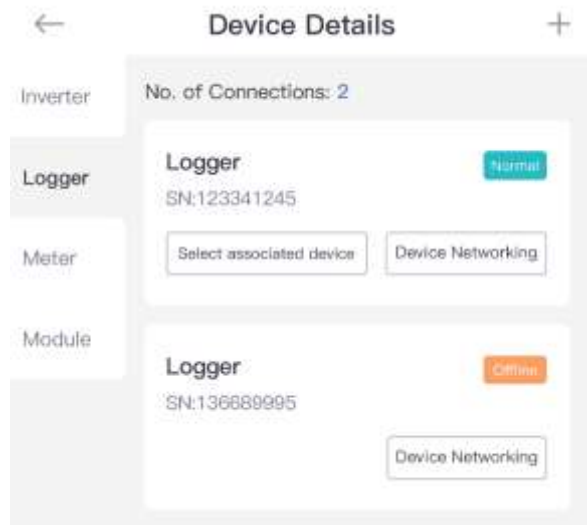 Device Details
Inverter
Logger
Meter
Module
No. of Connections: 2
Logger
Normal
SN:123341245
Select associated device
Device Networking
Logger
Offline
SN:136689995
Device Networking